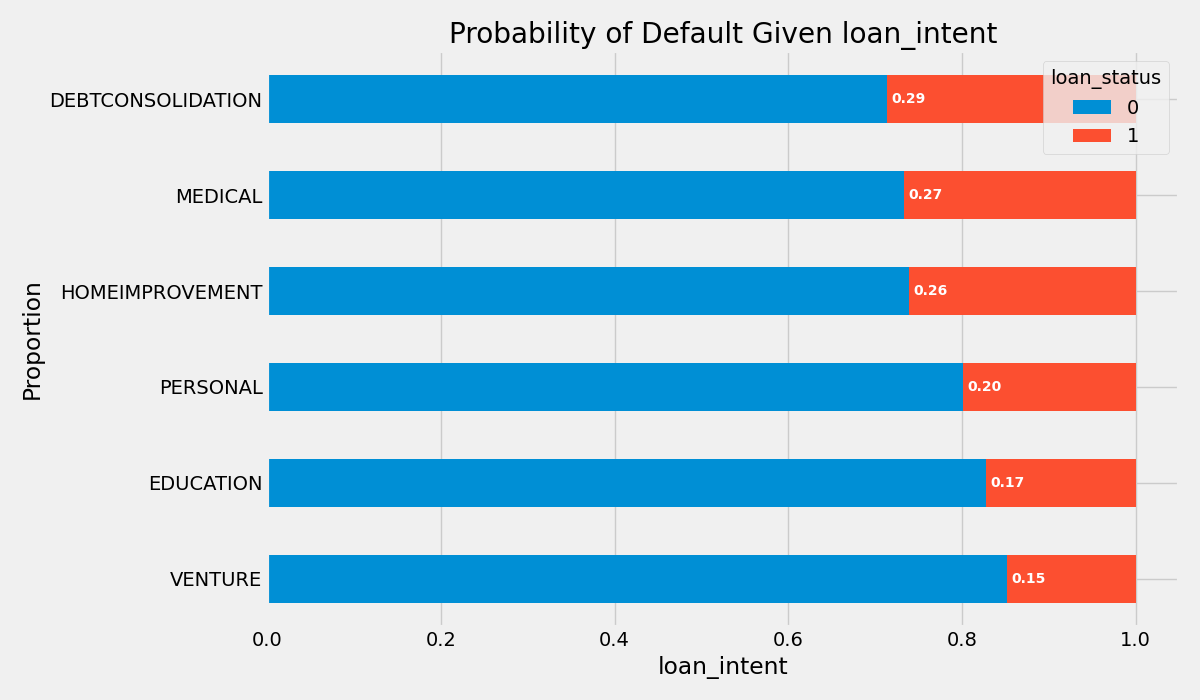 Probability of Default Given loan_intent
loan_status
0
1
DEBTCONSOLIDATION
0.29
MEDICAL
0.27
HOMEIMPROVEMENT
0.26
PERSONAL
0.20
EDUCATION
0.17
VENTURE
0.15
Proportion
0.0 0.2 0.4 0.6 0.8 1.0
loan_intent